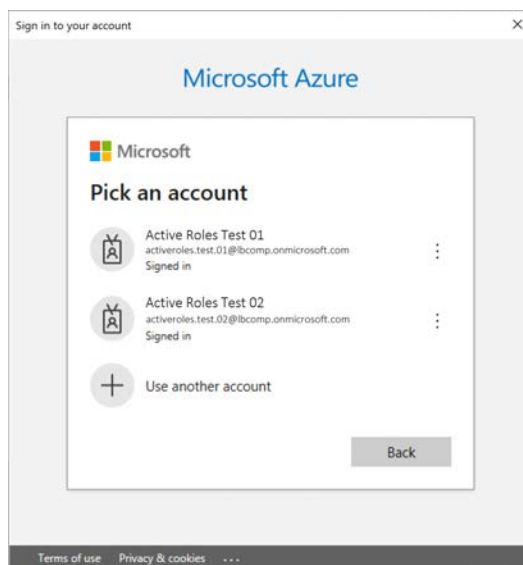 Sign in to your account
Microsoft Azure
Microsoft
Pick an account
Active Roles Test 01
activeroles.test.01@lbcomp.onmicrosoft.com
Signed in
Active Roles Test 02
activeroles.test.02@lbcomp.onmicrosoft.com
Signed in
Use another account
Back
Terms of use Privacy & cookies ...